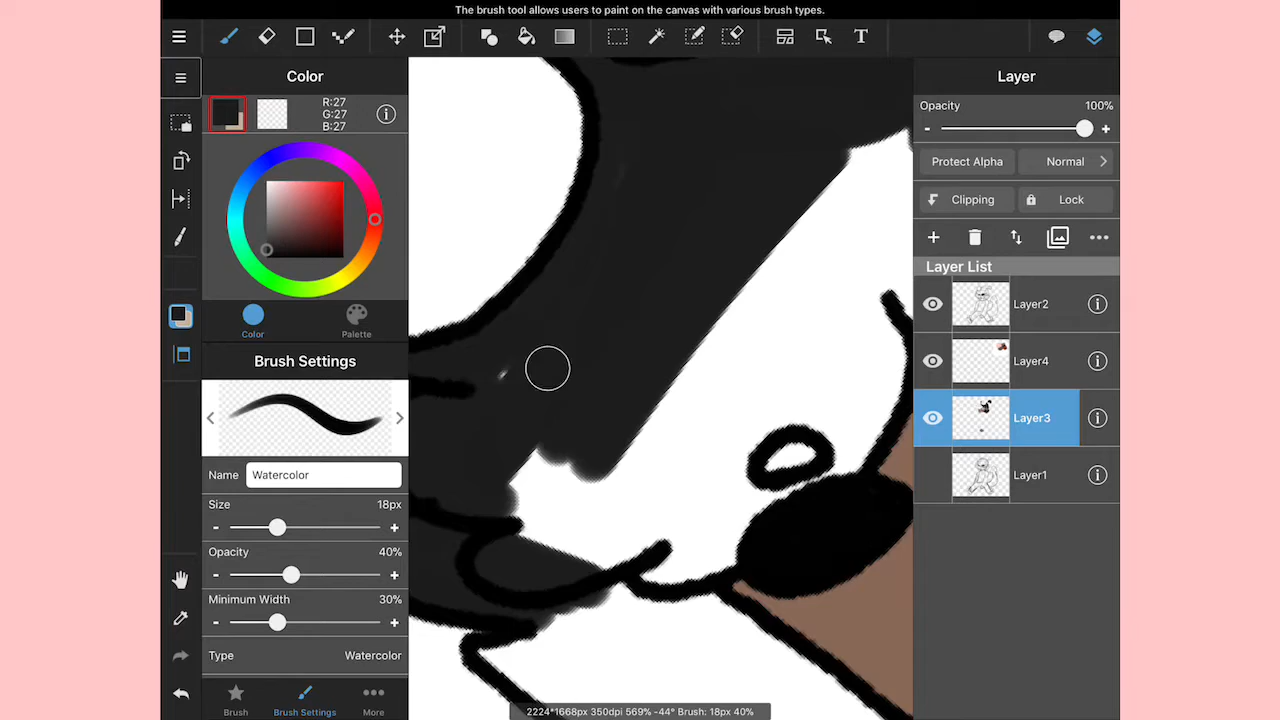 The brush tool allows users to paint on the canvas with various brush types.
T
Color
R:27
G:27
B:27
Color
Palette
Brush Settings
Name Watercolor
Size 18px
- +
Opacity 40%
- +
Minimum Width 30%
- +
Type Watercolor
Brush
Brush Settings
More
2224*1668px 350dpi 569% -44° Brush: 18px 40%
Layer
Opacity 100%
- +
Protect Alpha
Normal
Clipping
Lock
Layer List
Layer2
Layer4
Layer3
Layer1